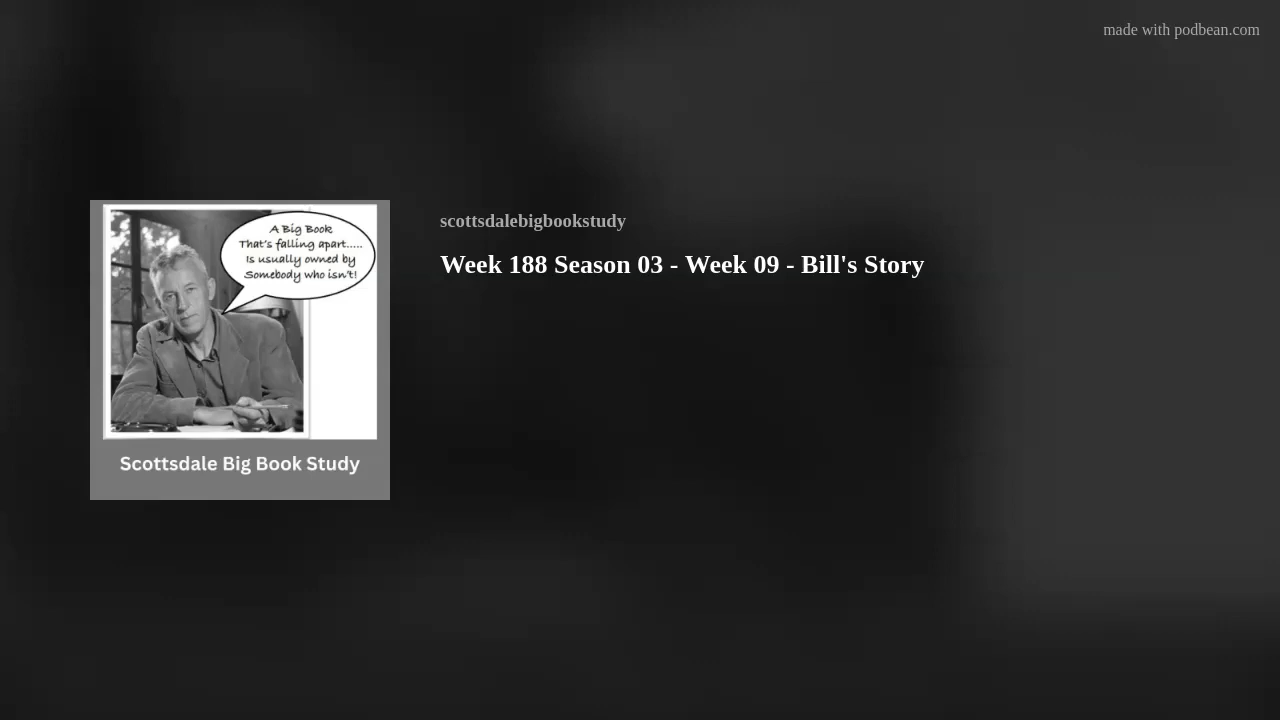 made with podbean.com
A Big Book
That's falling apart.....
Is usually owned by
Somebody who isn't!
Scottsdale Big Book Study
scottsdalebigbookstudy
Week 188 Season 03 - Week 09 - Bill's Story